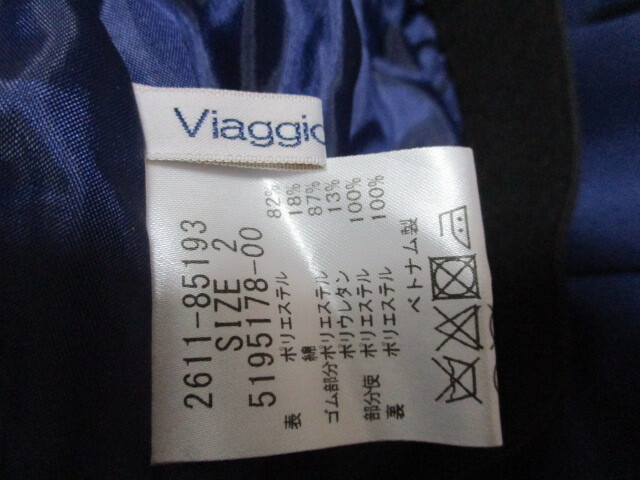 Viaggio
2611-85193
SIZE 2
5195178-00
表 ポリエステル 82%
綿 18%
ゴム部分ポリエステル 87%
ポリウレタン 13%
部分使 ポリエステル 100%
裏 ポリエステル 100%
ベトナム製